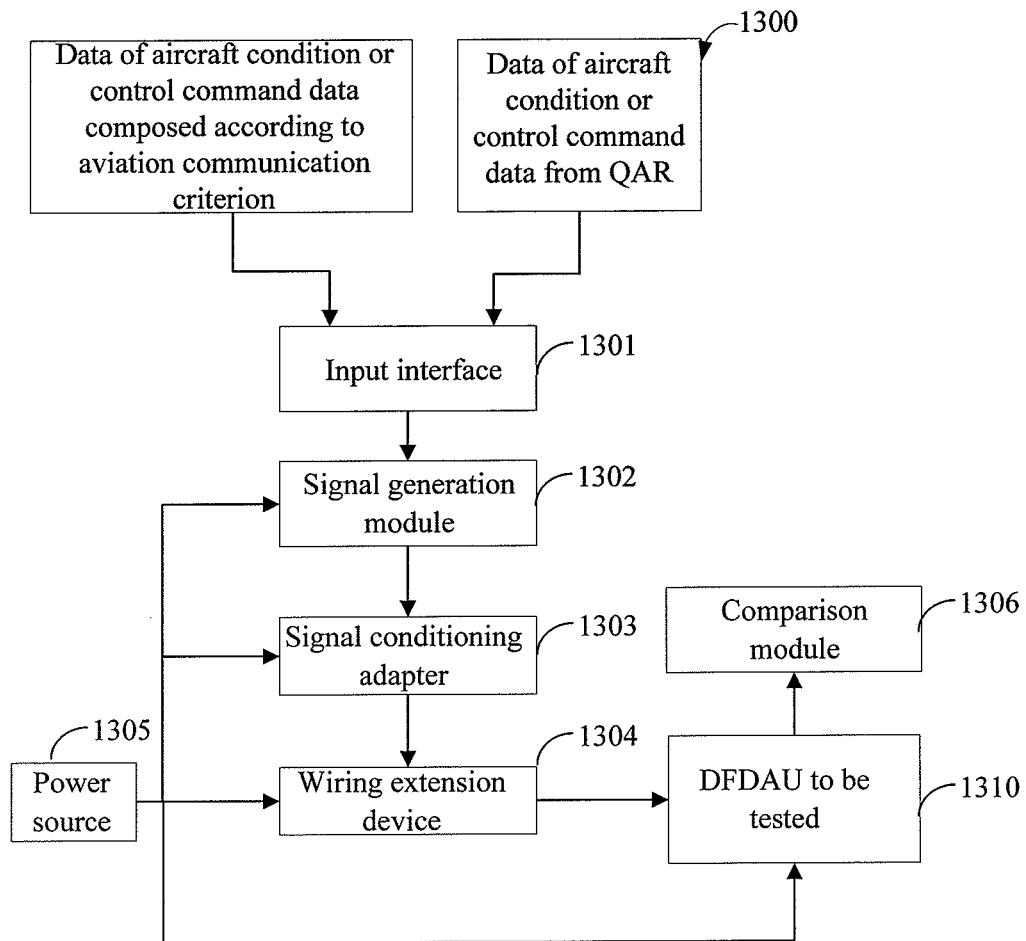 1300
Data of aircraft condition or
control command data
composed according to
aviation communication
criterion
Data of aircraft
condition or
control command
data from QAR
1301
Input interface
1302
Signal generation
module
1303
Signal conditioning
adapter
1306
Comparison
module
1305
Power
source
1304
Wiring extension
device
DFDAU to be
tested
1310